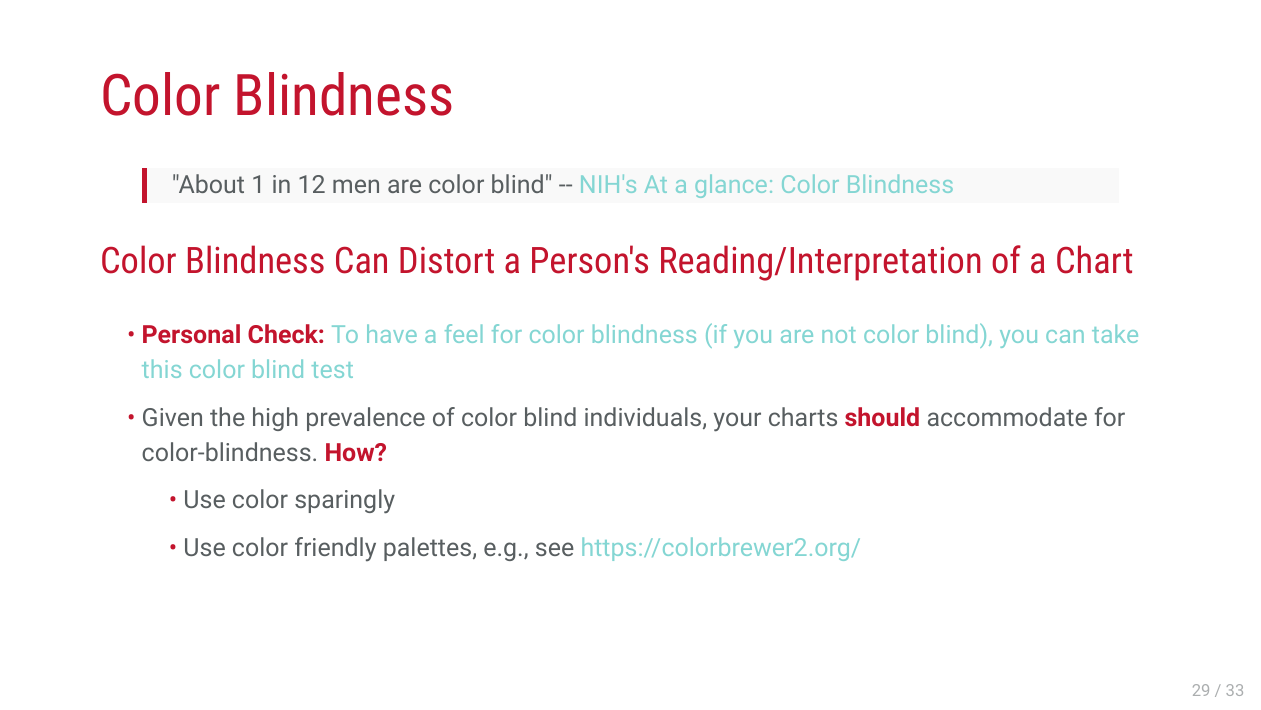 Color Blindness
"About 1 in 12 men are color blind" -- NIH's At a glance: Color Blindness
Color Blindness Can Distort a Person's Reading/Interpretation of a Chart
• Personal Check: To have a feel for color blindness (if you are not color blind), you can take
this color blind test
• Given the high prevalence of color blind individuals, your charts should accommodate for
color-blindness. How?
• Use color sparingly
• Use color friendly palettes, e.g., see https://colorbrewer2.org/
29 / 33